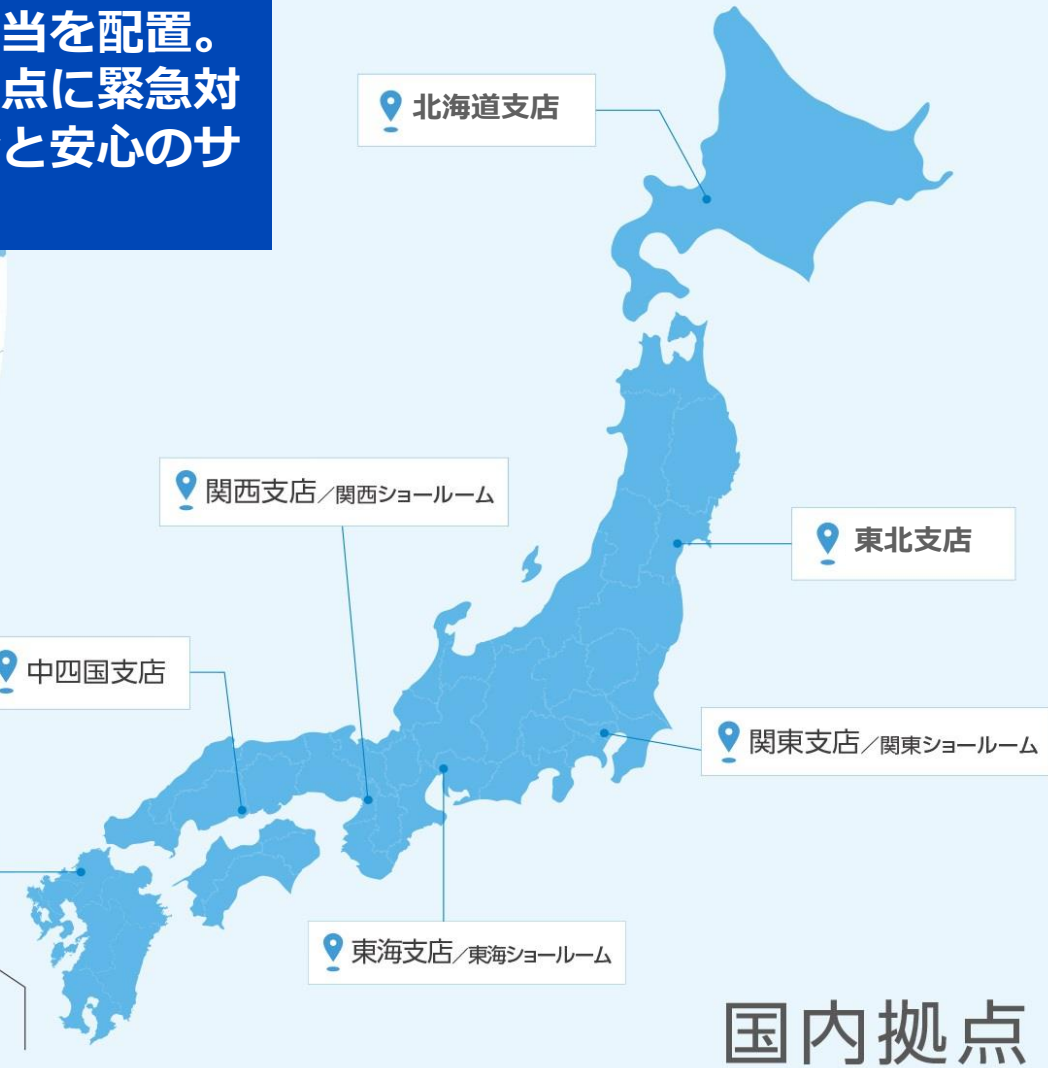 当を配置。
点に緊急対
と安心のサ
北海道支店
関西支店／関西ショールーム
東北支店
中四国支店
関東支店／関東ショールーム
東海支店／東海ショールーム
国内拠点